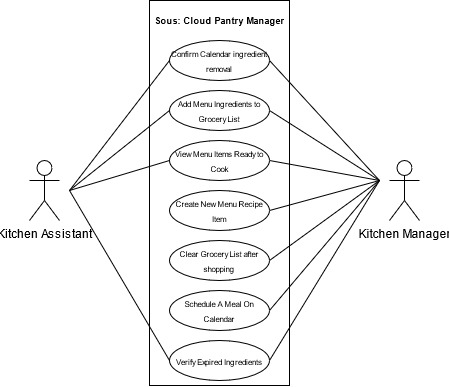 Sous: Cloud Pantry Manager
Confirm Calendar ingredient
removal
Add Menu Ingredients to
Grocery List
View Menu Items Ready to
Cook
Create New Menu Recipe
Item
Clear Grocery List after
shopping
Schedule A Meal On
Calendar
Verify Expired Ingredients
Kitchen Assistant
Kitchen Manager